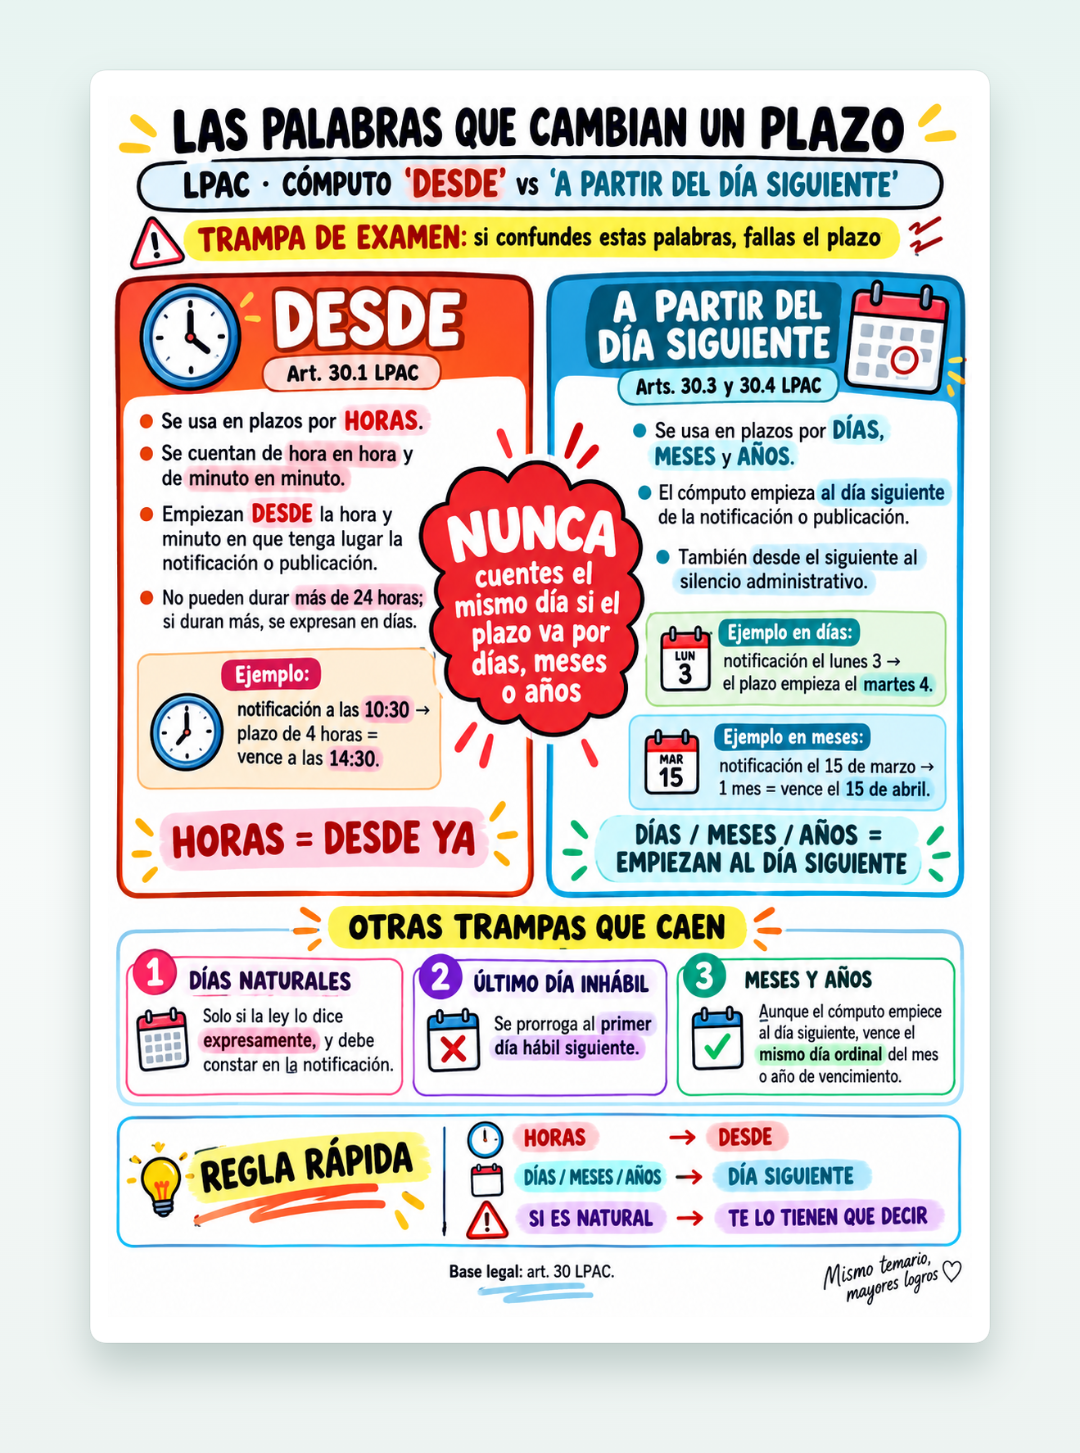 LAS PALABRAS QUE CAMBIAN UN PLAZO
LPAC · CÓMPUTO ‘DESDE’ vs ‘A PARTIR DEL DÍA SIGUIENTE’
TRAMPA DE EXAMEN: si confundes estas palabras, fallas el plazo
DESDE
Art. 30.1 LPAC
Se usa en plazos por HORAS.
Se cuentan de hora en hora y
de minuto en minuto.
Empiezan DESDE la hora y
minuto en que tenga lugar la
notificación o publicación.
No pueden durar más de 24 horas;
si duran más, se expresan en días.
Ejemplo:
notificación a las 10:30 →
plazo de 4 horas =
vence a las 14:30.
HORAS = DESDE YA
NUNCA
cuentes el
mismo día si el
plazo va por
días, meses
o años
A PARTIR DEL
DÍA SIGUIENTE
Arts. 30.3 y 30.4 LPAC
Se usa en plazos por DÍAS,
MESES y AÑOS.
El cómputo empieza al día siguiente
de la notificación o publicación.
También desde el siguiente al
silencio administrativo.
LUN
3
Ejemplo en días:
notificación el lunes 3 →
el plazo empieza el martes 4.
MAR
15
Ejemplo en meses:
notificación el 15 de marzo →
1 mes = vence el 15 de abril.
DÍAS / MESES / AÑOS =
EMPIEZAN AL DÍA SIGUIENTE
OTRAS TRAMPAS QUE CAEN
1 DÍAS NATURALES
Solo si la ley lo dice
expresamente, y debe
constar en la notificación.
2 ÚLTIMO DÍA INHÁBIL
Se prorroga al primer
día hábil siguiente.
3 MESES Y AÑOS
Aunque el cómputo empiece
al día siguiente, vence el
mismo día ordinal del mes
o año de vencimiento.
REGLA RÁPIDA
HORAS → DESDE
DÍAS / MESES / AÑOS → DÍA SIGUIENTE
SI ES NATURAL → TE LO TIENEN QUE DECIR
Base legal: art. 30 LPAC.
Mismo temario,
mayores logros